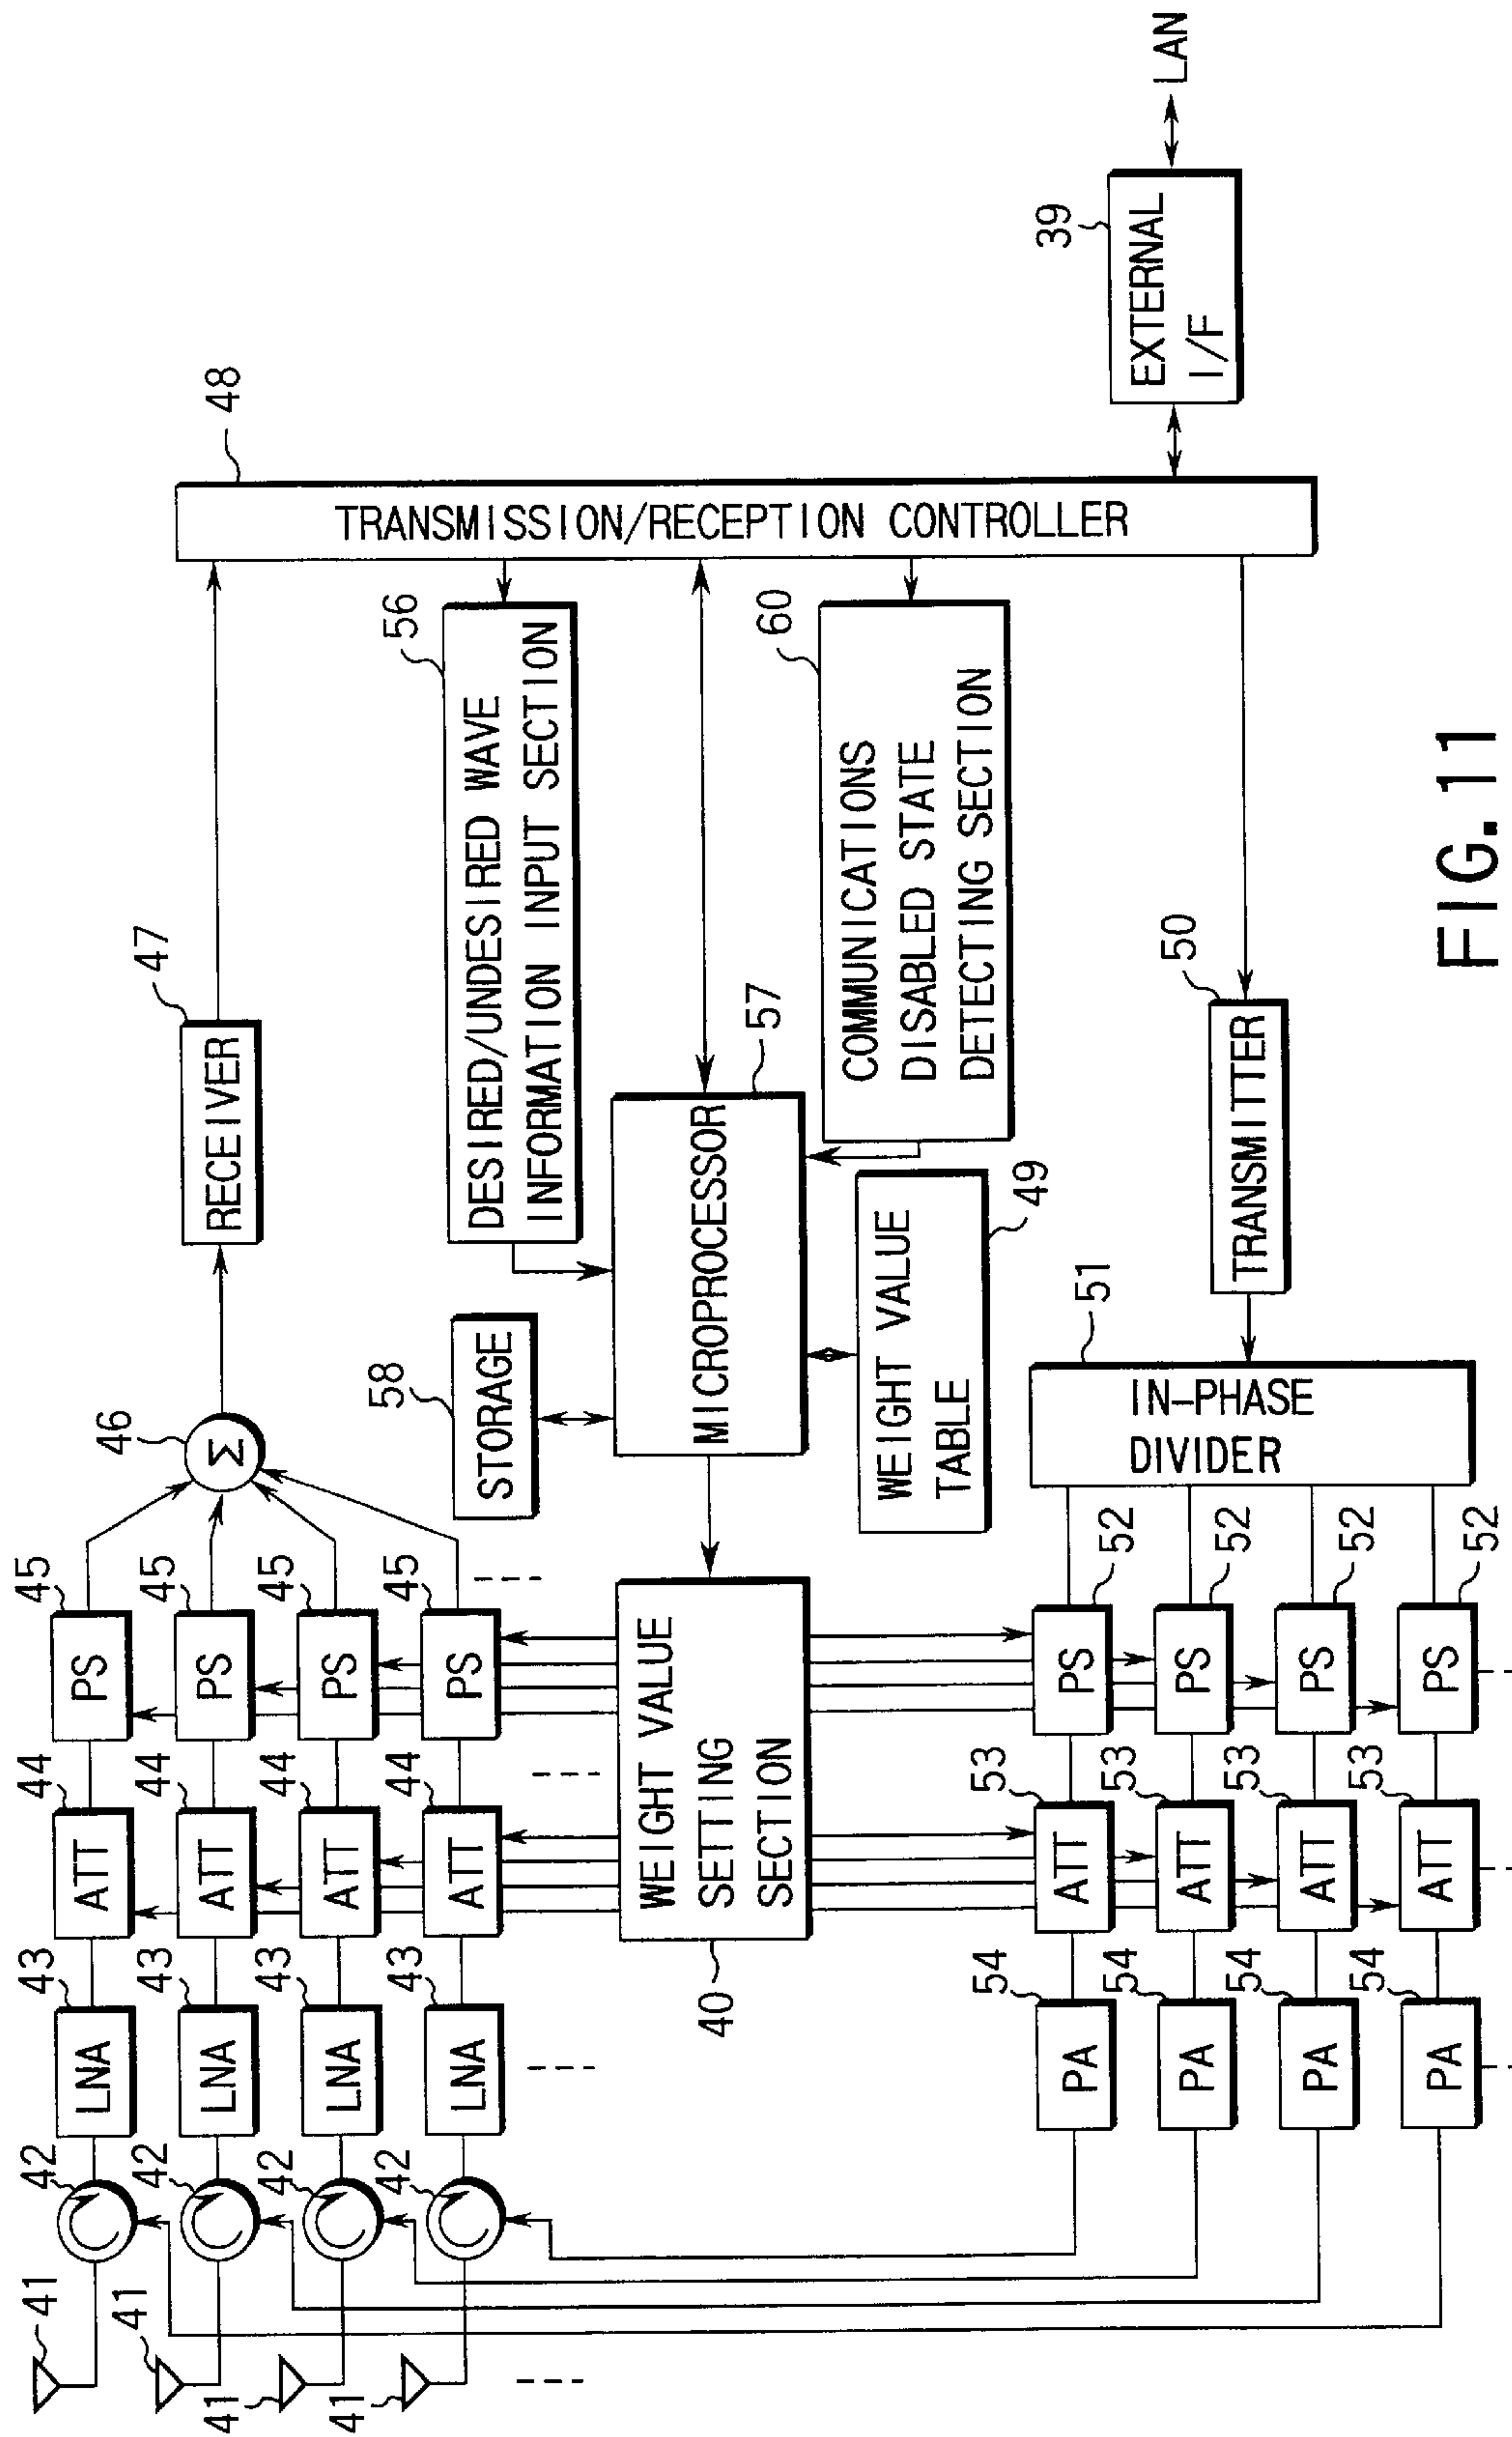 41
41
41
41
42
42
42
42
43
43
43
43
LNA
LNA
LNA
LNA
44
44
44
44
ATT
ATT
ATT
ATT
45
45
45
45
PS
PS
PS
PS
46
Σ
47
RECEIVER
48
TRANSMISSION/RECEPTION CONTROLLER
56
DESIRED/UNDESIRED WAVE
INFORMATION INPUT SECTION
58
STORAGE
57
MICROPROCESSOR
60
COMMUNICATIONS
DISABLED STATE
DETECTING SECTION
40
WEIGHT VALUE
SETTING
SECTION
49
WEIGHT VALUE
TABLE
39
EXTERNAL
I/F
LAN
50
TRANSMITTER
51
IN-PHASE
DIVIDER
52
52
52
52
PS
PS
PS
PS
53
53
53
53
ATT
ATT
ATT
ATT
54
54
54
54
PA
PA
PA
PA
FIG. 11